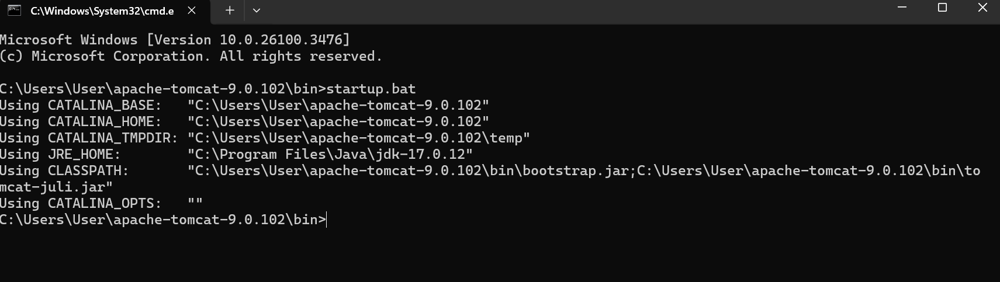 C:\Windows\System32\cmd.e
Microsoft Windows [Version 10.0.26100.3476]
(c) Microsoft Corporation. All rights reserved.

C:\Users\User\apache-tomcat-9.0.102\bin>startup.bat
Using CATALINA_BASE:   "C:\Users\User\apache-tomcat-9.0.102"
Using CATALINA_HOME:   "C:\Users\User\apache-tomcat-9.0.102"
Using CATALINA_TMPDIR: "C:\Users\User\apache-tomcat-9.0.102\temp"
Using JRE_HOME:        "C:\Program Files\Java\jdk-17.0.12"
Using CLASSPATH:       "C:\Users\User\apache-tomcat-9.0.102\bin\bootstrap.jar;C:\Users\User\apache-tomcat-9.0.102\bin\to
mcat-juli.jar"
Using CATALINA_OPTS:   ""
C:\Users\User\apache-tomcat-9.0.102\bin>